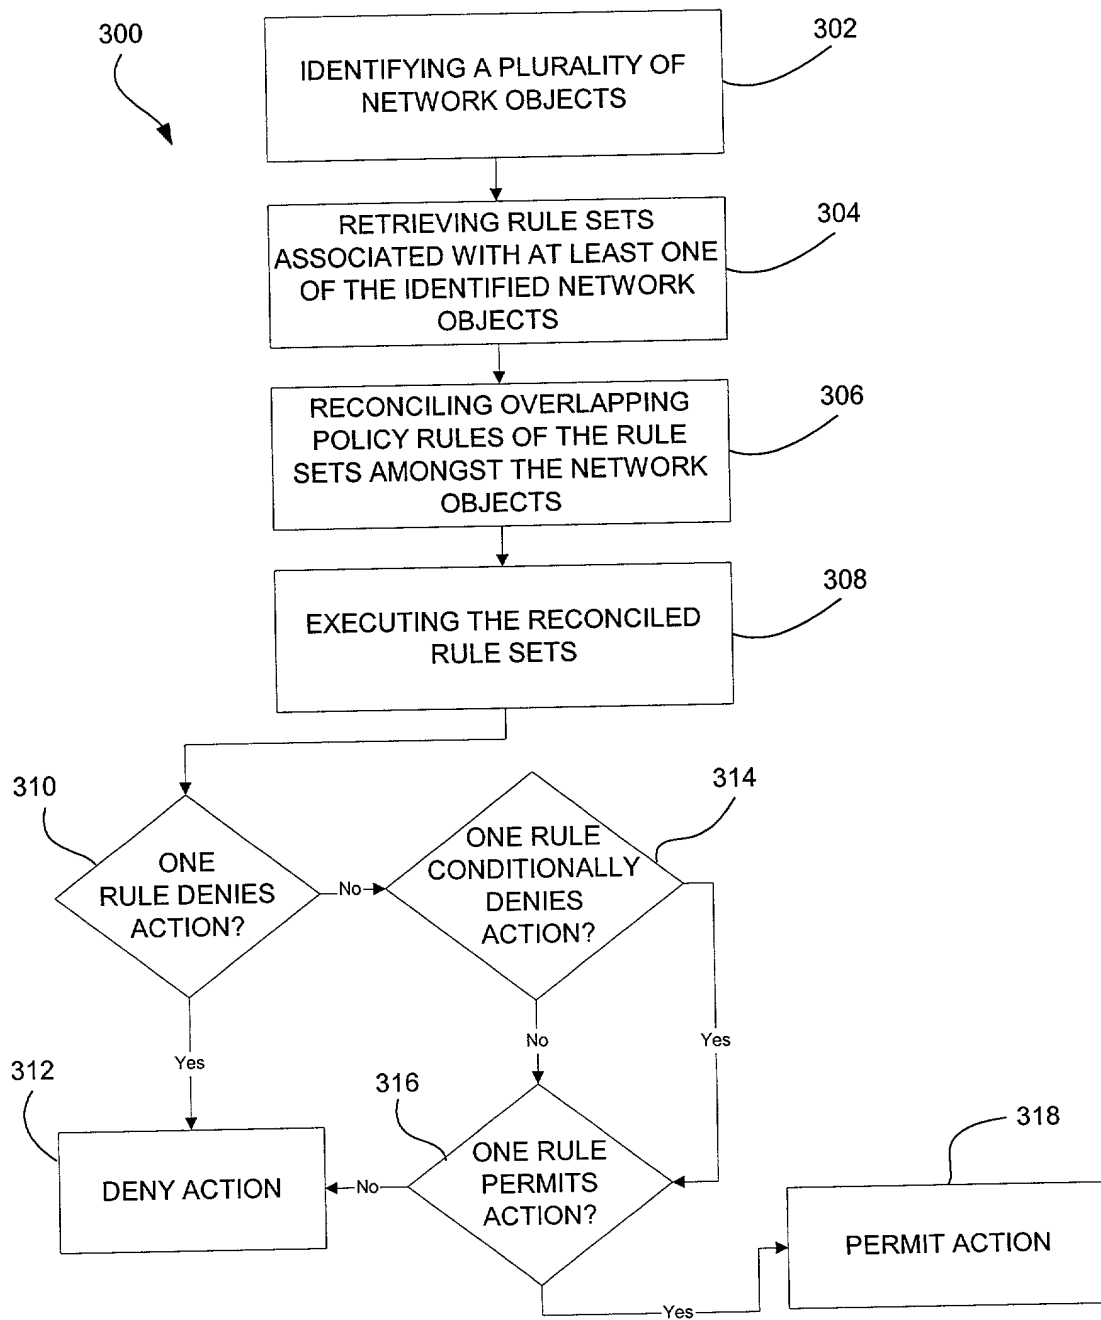 300
302
IDENTIFYING A PLURALITY OF
NETWORK OBJECTS
304
RETRIEVING RULE SETS
ASSOCIATED WITH AT LEAST ONE
OF THE IDENTIFIED NETWORK
OBJECTS
306
RECONCILING OVERLAPPING
POLICY RULES OF THE RULE
SETS AMONGST THE NETWORK
OBJECTS
308
EXECUTING THE RECONCILED
RULE SETS
310
ONE
RULE DENIES
ACTION?
No
314
ONE RULE
CONDITIONALLY
DENIES
ACTION?
Yes
No
Yes
312
DENY ACTION
No
316
ONE RULE
PERMITS
ACTION?
Yes
318
PERMIT ACTION